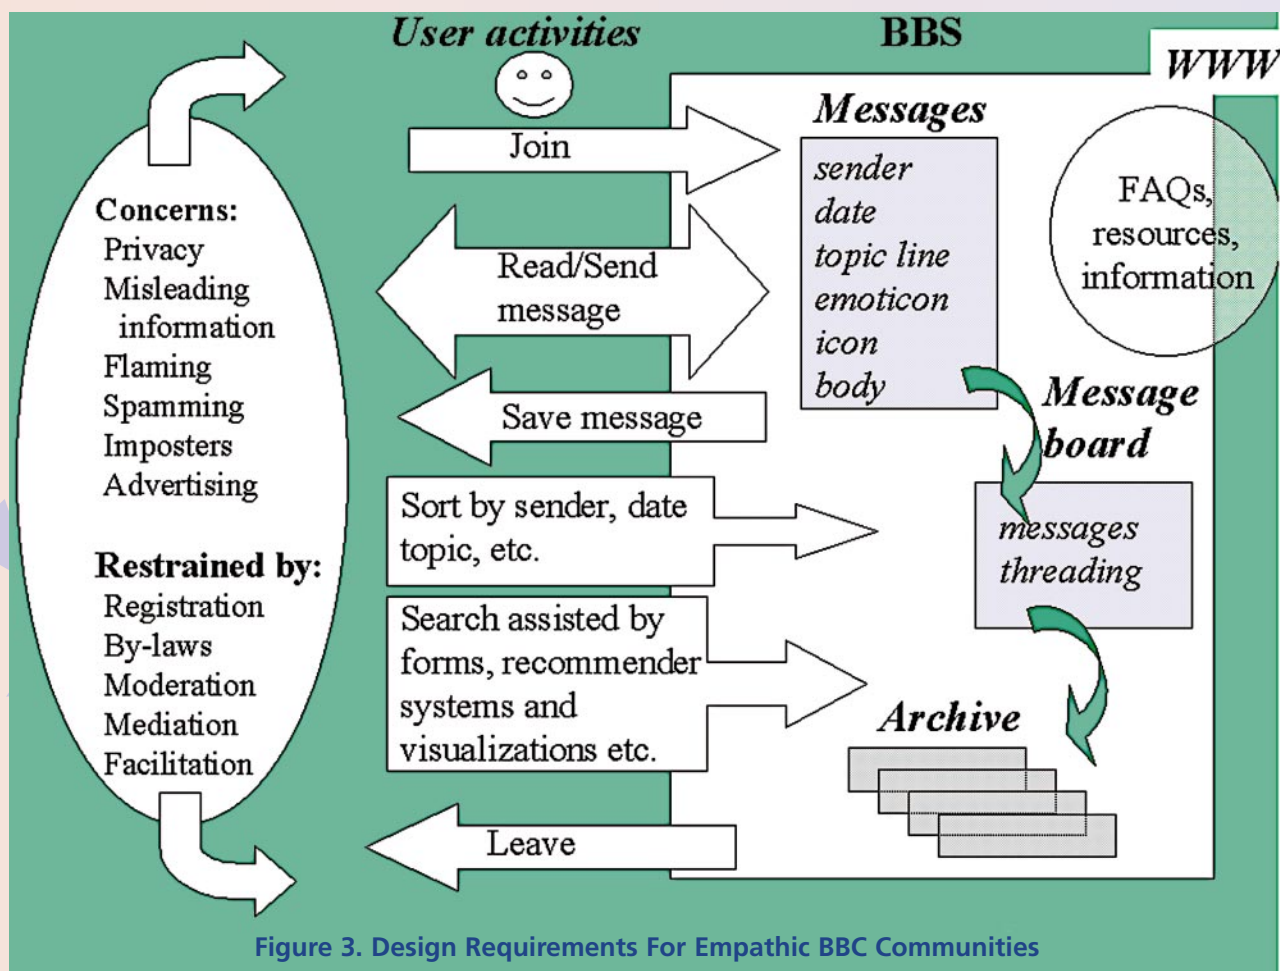 User activities
BBS
WWW
Join
Messages
sender
date
topic line
emoticon
icon
body
FAQs,
resources,
information
Concerns:
Privacy
Misleading
information
Flaming
Spamming
Imposters
Advertising
Restrained by:
Registration
By-laws
Moderation
Mediation
Facilitation
Read/Send
message
Save message
Message
board
Sort by sender, date
topic, etc.
messages
threading
Search assisted by
forms, recommender
systems and
visualizations etc.
Archive
Leave
Figure 3. Design Requirements For Empathic BBC Communities